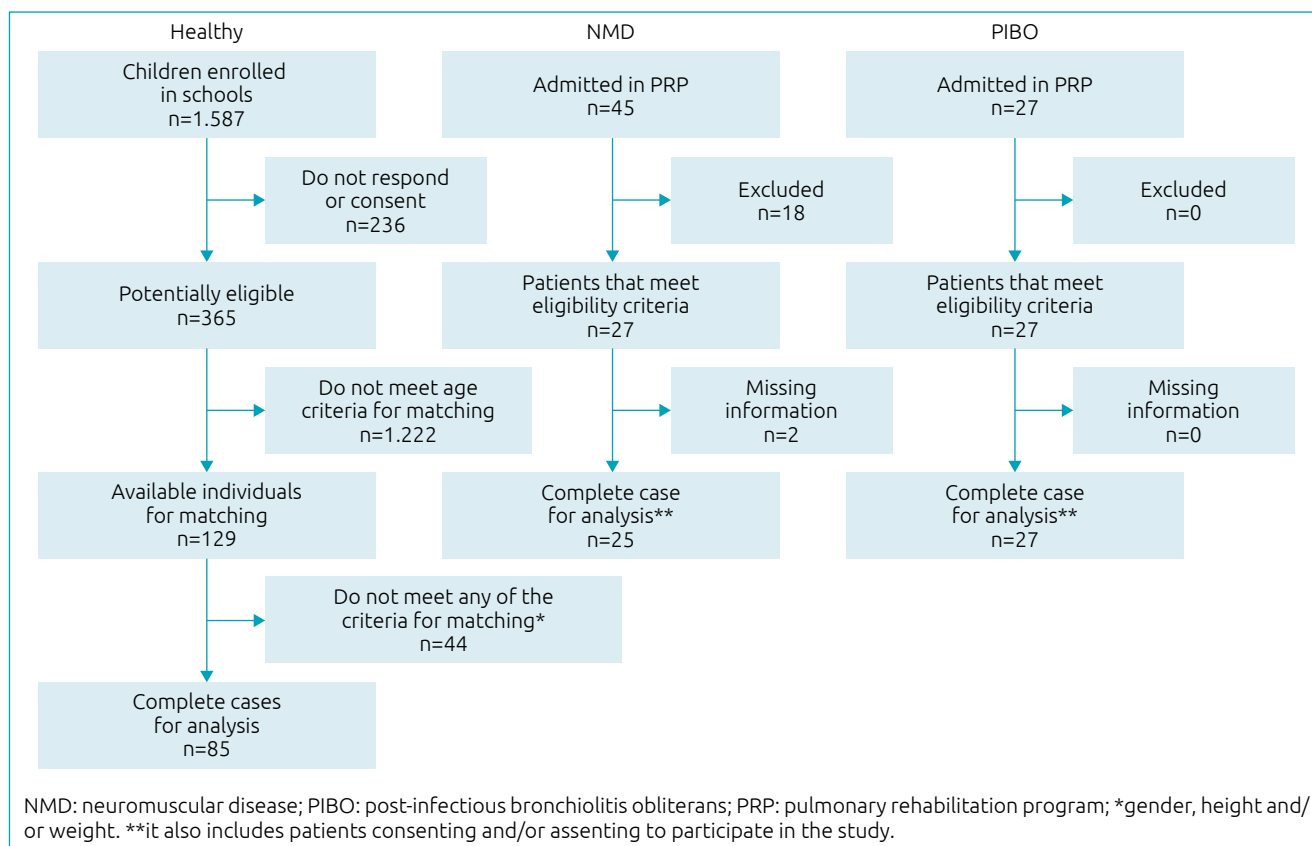 Healthy
Children enrolled
in schools
n=1.587
Do not respond
or consent
n=236
Potentially eligible
n=365
Do not meet age
criteria for matching
n=1.222
Available individuals
for matching
n=129
Do not meet any of the
criteria for matching*
n=44
Complete cases
for analysis
n=85
NMD
Admitted in PRP
n=45
Excluded
n=18
Patients that meet
eligibility criteria
n=27
Missing
information
n=2
Complete case
for analysis**
n=25
PIBO
Admitted in PRP
n=27
Excluded
n=0
Patients that meet
eligibility criteria
n=27
Missing
information
n=0
Complete case
for analysis**
n=27
NMD: neuromuscular disease; PIBO: post-infectious bronchiolitis obliterans; PRP: pulmonary rehabilitation program; *gender, height and/
or weight. **it also includes patients consenting and/or assenting to participate in the study.